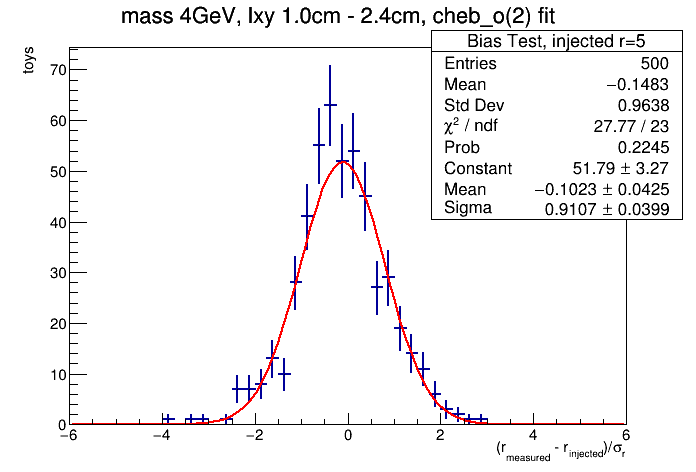 mass 4GeV, lxy 1.0cm - 2.4cm, cheb_o(2) fit
toys
Bias Test, injected r=5
Entries 500
Mean −0.1483
Std Dev 0.9638
χ² / ndf 27.77 / 23
Prob 0.2245
Constant 51.79 ± 3.27
Mean −0.1023 ± 0.0425
Sigma 0.9107 ± 0.0399
70
60
50
40
30
20
10
0
−6 −4 −2 0 2 4 6
(r_measured - r_injected)/σ_r